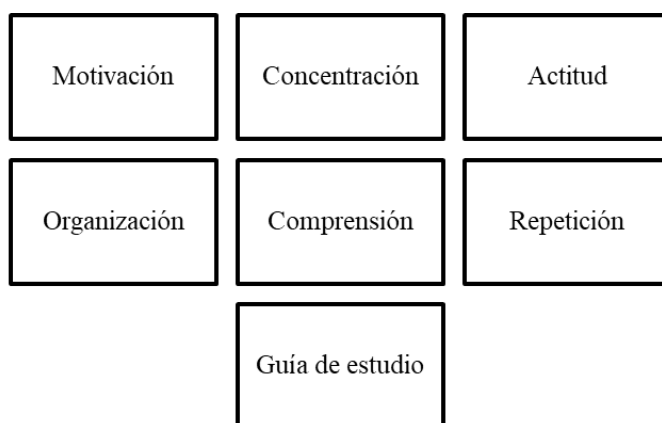 Motivación
Concentración
Actitud
Organización
Comprensión
Repetición
Guía de estudio